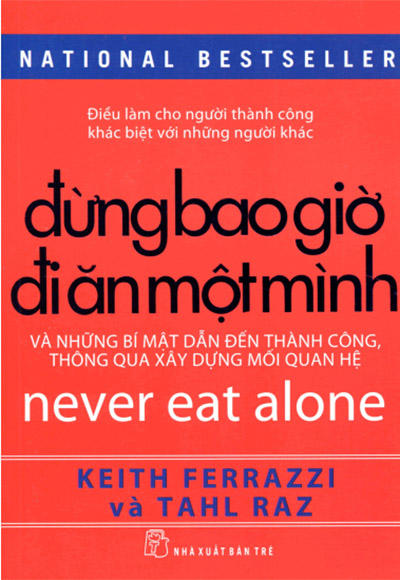 NATIONAL BESTSELLER
Điều làm cho người thành công
khác biệt với những người khác
đừng bao giờ
đi ăn một mình
VÀ NHỮNG BÍ MẬT DẪN ĐẾN THÀNH CÔNG,
THÔNG QUA XÂY DỰNG MỐI QUAN HỆ
never eat alone
KEITH FERRAZZI
và TAHL RAZ
NHÀ XUẤT BẢN TRẺ